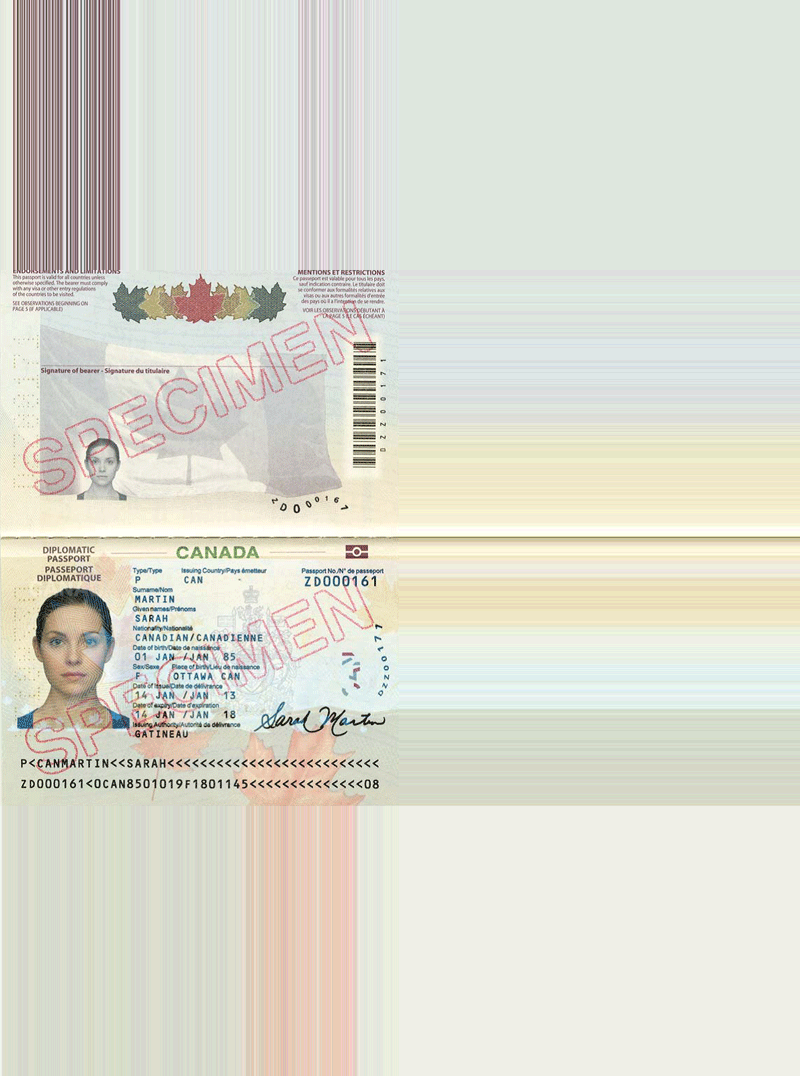 ENDORSEMENTS AND LIMITATIONS
This passport is valid for all countries unless
otherwise specified. The bearer must comply
with any visa or other entry regulations
of the countries to be visited.
SEE OBSERVATIONS BEGINNING ON
PAGE 5 (IF APPLICABLE)
MENTIONS ET RESTRICTIONS
Ce passeport est valable pour tous les pays,
sauf indication contraire. Le titulaire doit
se conformer aux formalités relatives aux
visas ou aux autres formalités d'entrée
des pays où il a l'intention de se rendre.
VOIR LES OBSERVATIONS DÉBUTANT À
LA PAGE 5 (LE CAS ÉCHÉANT)
SPECIMEN
Signature of bearer - Signature du titulaire
ZD000167
DIPLOMATIC
PASSPORT
PASSEPORT
DIPLOMATIQUE
CANADA
Type/Type Issuing Country/Pays émetteur Passport No./N° de passeport
P CAN ZD000161
Surname/Nom
MARTIN
Given names/Prénoms
SARAH
Nationality/Nationalité
CANADIAN/CANADIENNE
Date of birth/Date de naissance
01 JAN /JAN 85
Sex/Sexe Place of birth/Lieu de naissance
F OTTAWA CAN
Date of issue/Date de délivrance
14 JAN /JAN 13
Date of expiry/Date d'expiration
14 JAN /JAN 18
Issuing Authority/Autorité de délivrance
GATINEAU
Sarah Martin
SPECIMEN
P<CANMARTIN<<SARAH<<<<<<<<<<<<<<<<<<<<<<<<<<
ZD000161<0CAN8501019F1801145<<<<<<<<<<<<<<08